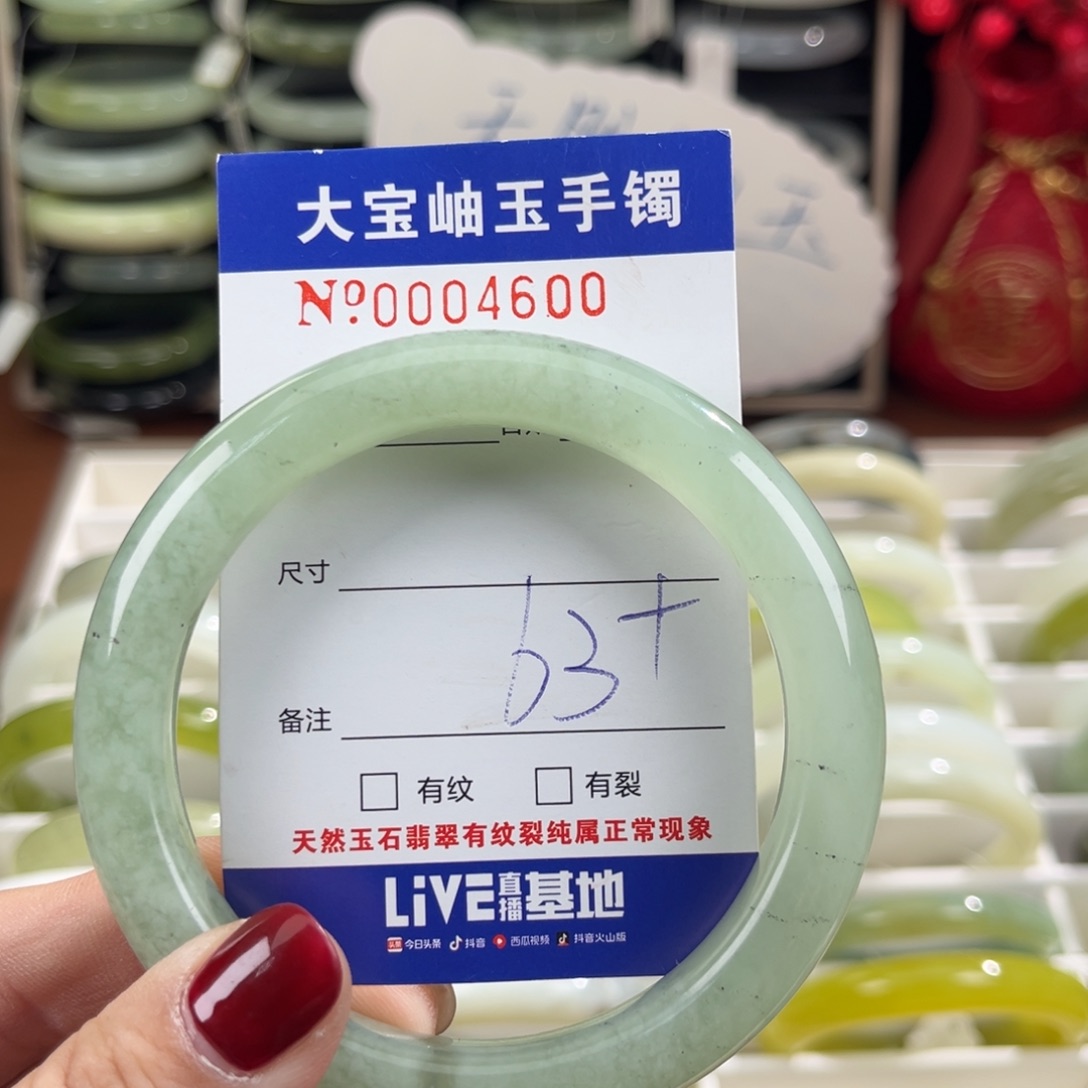 大宝岫玉手镯
Nº0004600
尺寸
63+
备注
有纹 有裂
天然玉石翡翠有纹裂纯属正常现象
LiVE直播基地
头条 今日头条 抖音 西瓜视频 抖音火山版